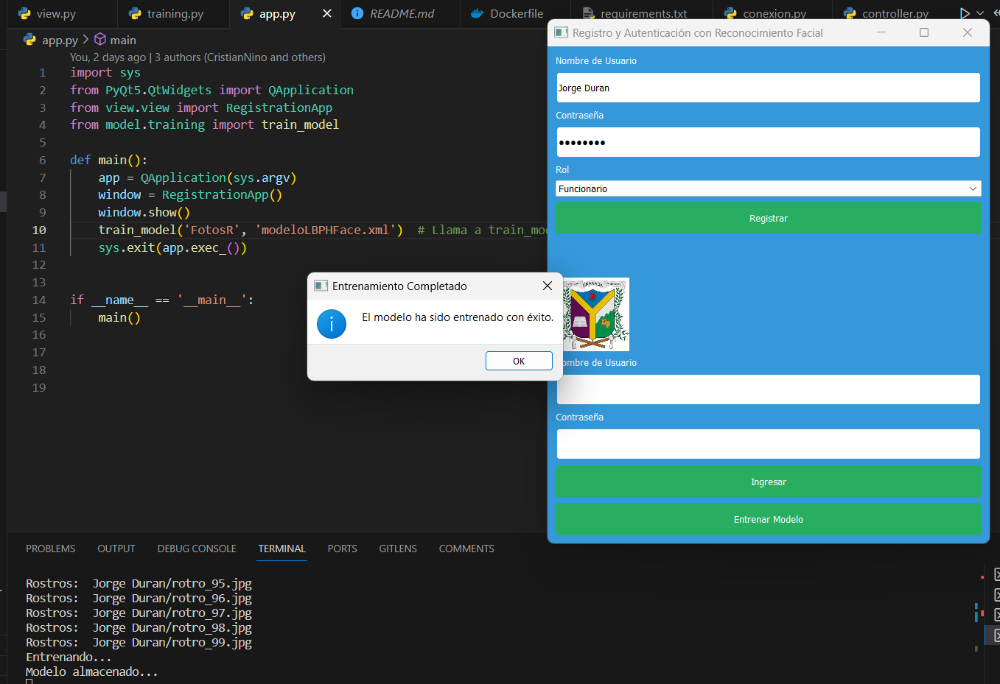 view.py
training.py
app.py
README.md
Dockerfile
requirements.txt
conexion.py
controller.py
app.py > main
You, 2 days ago | 3 authors (CristianNino and others)
1 import sys
2 from PyQt5.QtWidgets import QApplication
3 from view.view import RegistrationApp
4 from model.training import train_model
5
6 def main():
7 app = QApplication(sys.argv)
8 window = RegistrationApp()
9 window.show()
10 train_model('FotosR', 'modeloLBPHFace.xml') # Llama a
11 sys.exit(app.exec_())
12
13
14 if __name__ == '__main__':
15 main()
16
17
18
19
Registro y Autenticación con Reconocimiento Facial
Nombre de Usuario
Jorge Duran
Contraseña
••••••••
Rol
Funcionario
Registrar
GRANADA
Entrenamiento Completado
El modelo ha sido entrenado con éxito.
OK
ombre de Usuario
Contraseña
Ingresar
Entrenar Modelo
PROBLEMS OUTPUT DEBUG CONSOLE TERMINAL PORTS GITLENS COMMENTS
Rostros: Jorge Duran/rotro_95.jpg
Rostros: Jorge Duran/rotro_96.jpg
Rostros: Jorge Duran/rotro_97.jpg
Rostros: Jorge Duran/rotro_98.jpg
Rostros: Jorge Duran/rotro_99.jpg
Entrenando...
Modelo almacenado...